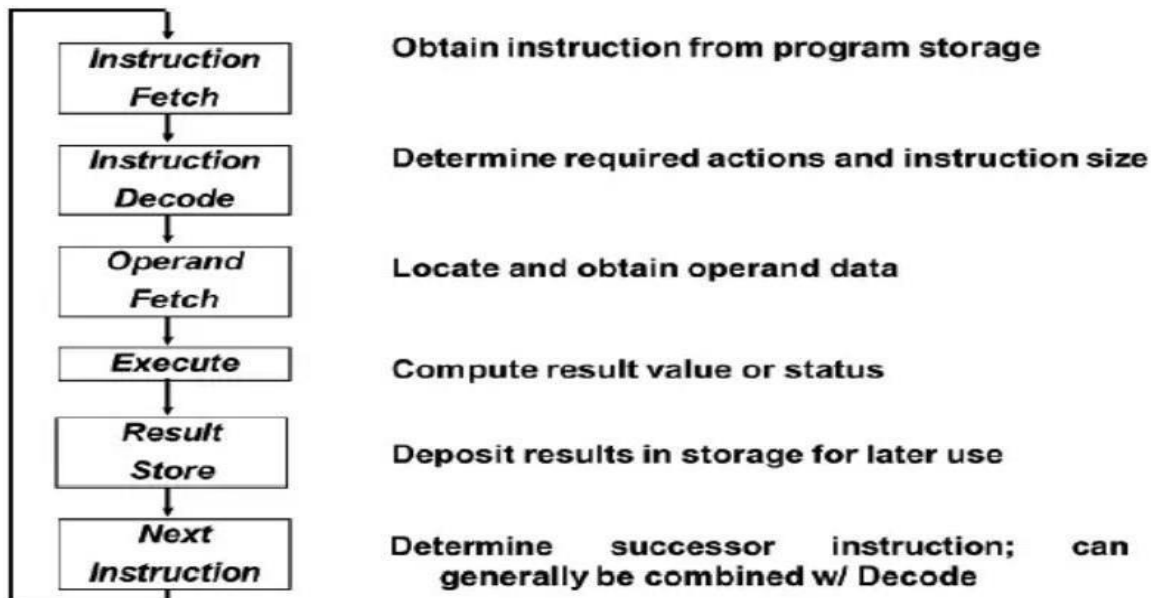 Instruction
Fetch
Obtain instruction from program storage
Instruction
Decode
Determine required actions and instruction size
Operand
Fetch
Locate and obtain operand data
Execute
Compute result value or status
Result
Store
Deposit results in storage for later use
Next
Instruction
Determine successor instruction; can
generally be combined w/ Decode